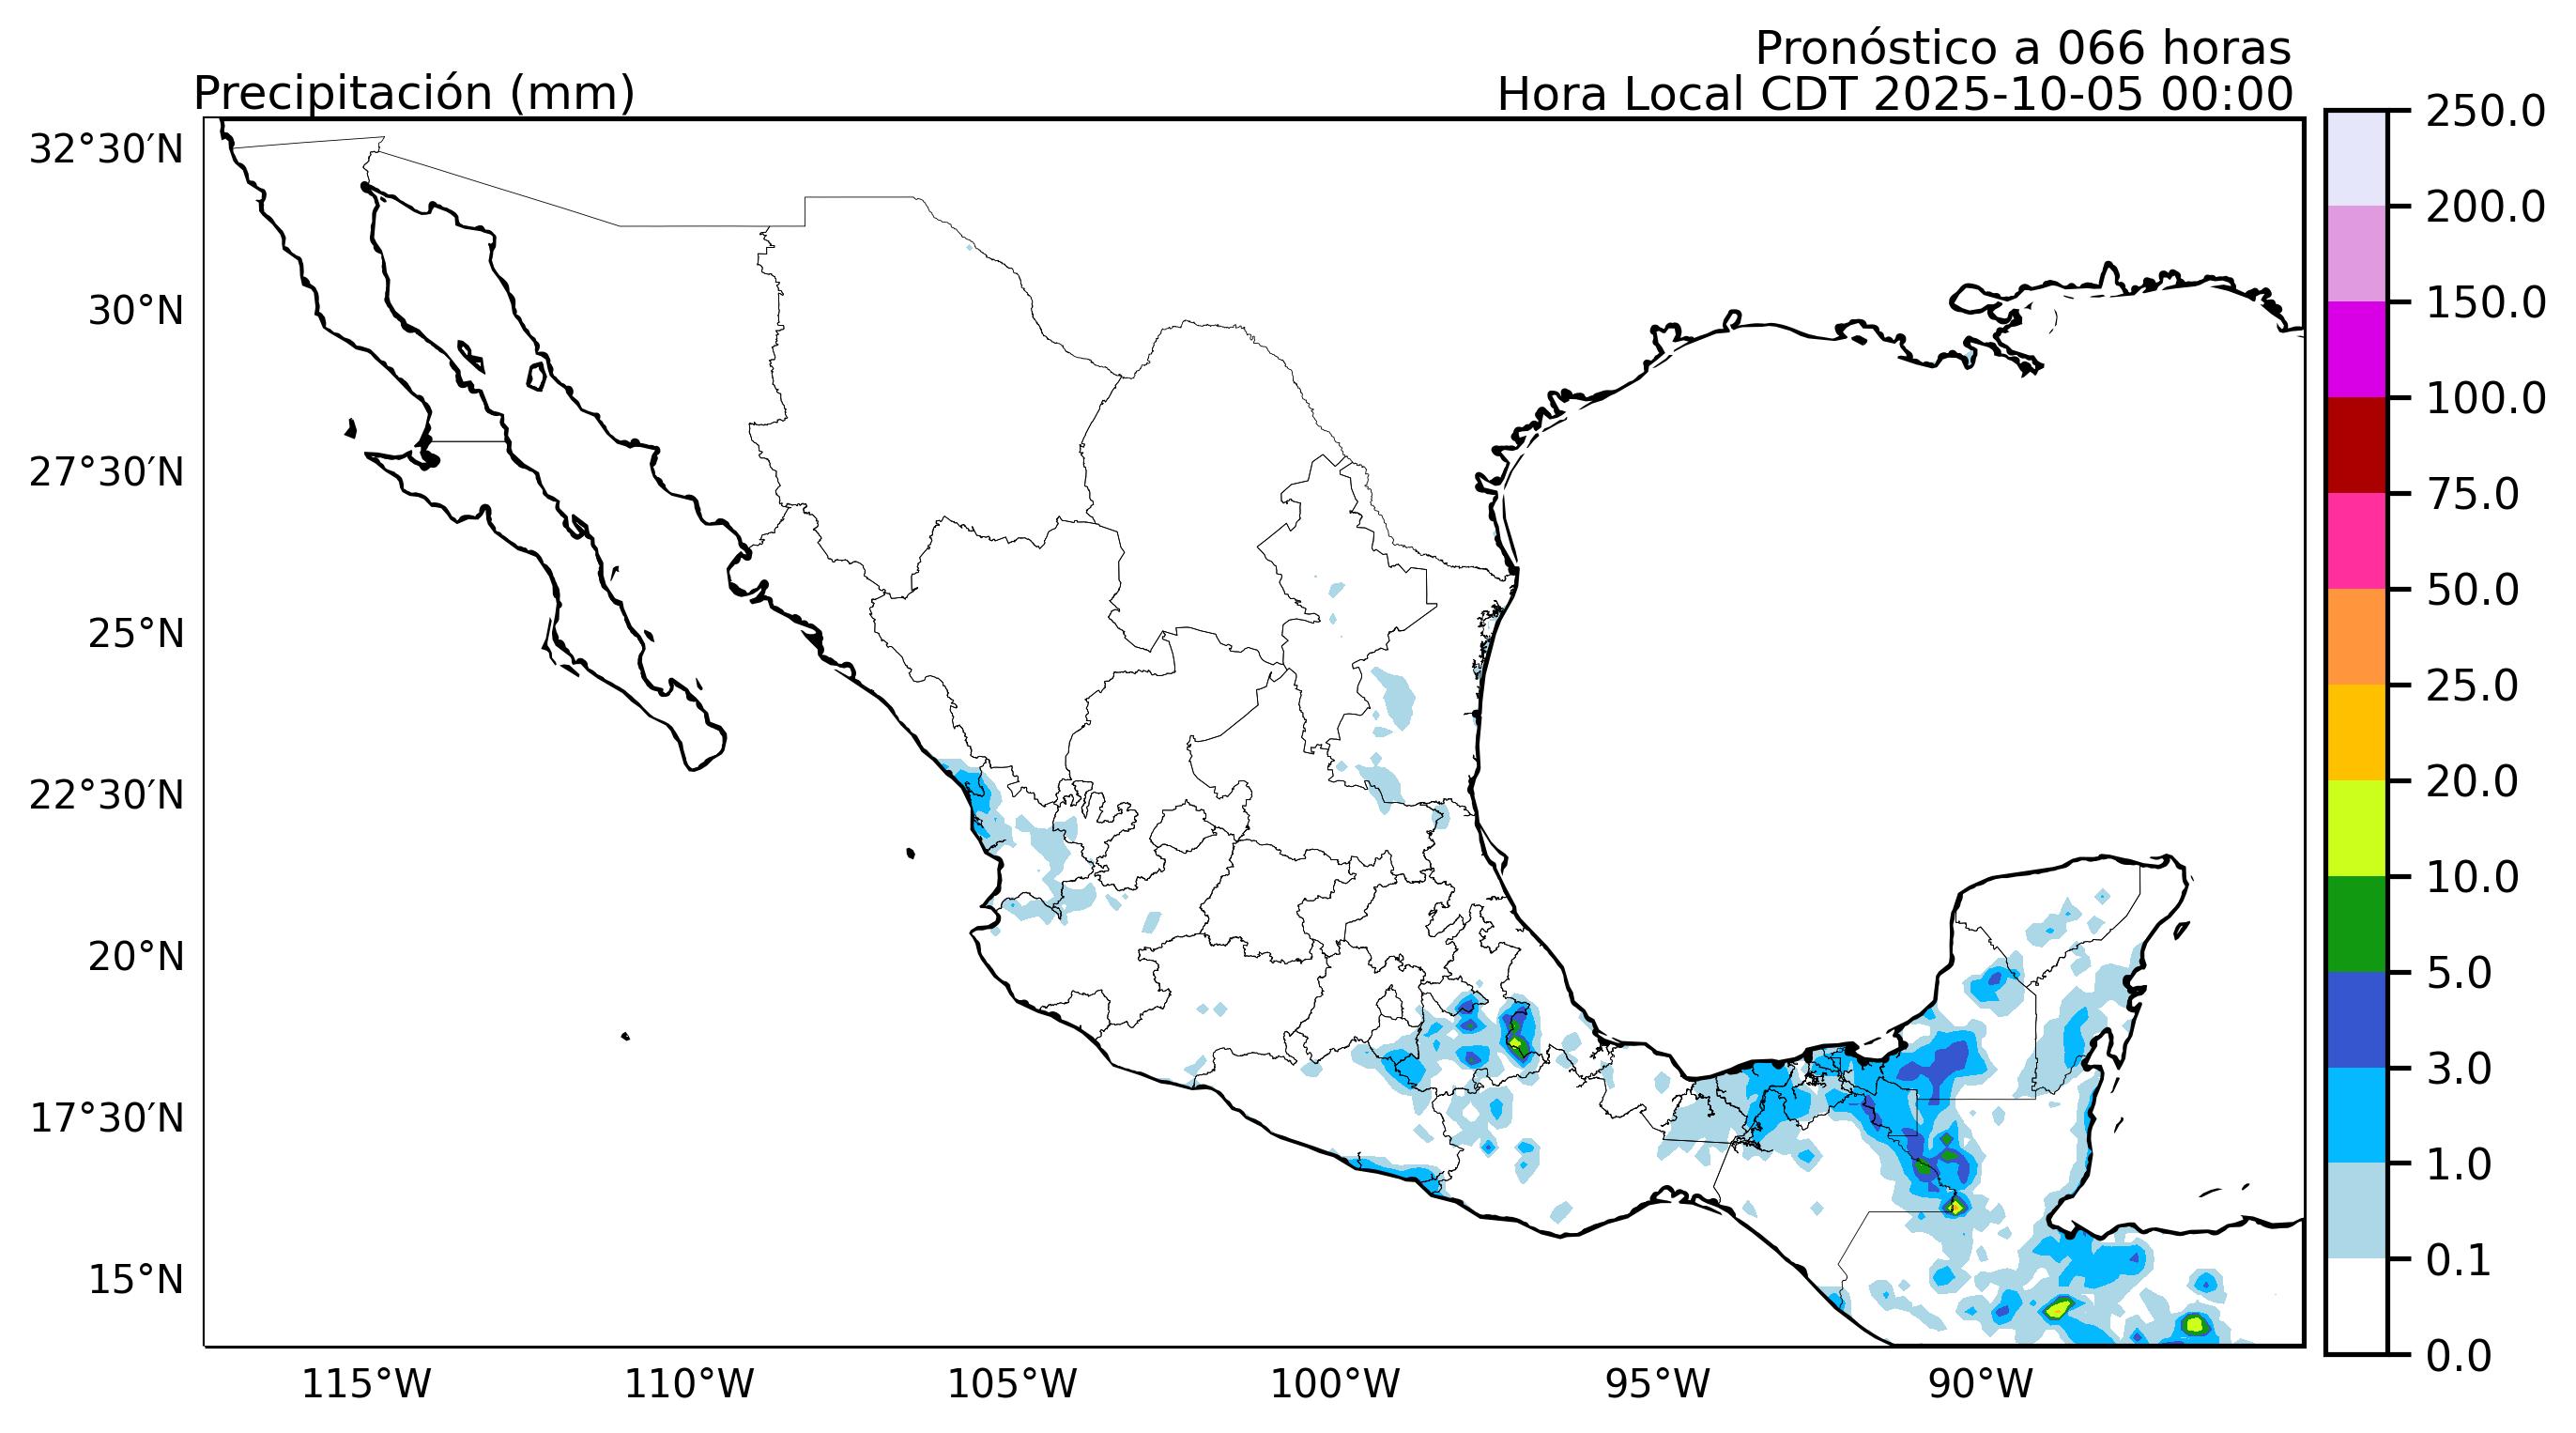 Pronóstico a 066 horas
Precipitación (mm)
Hora Local CDT 2025-10-05 00:00
32°30′N
30°N
27°30′N
25°N
22°30′N
20°N
17°30′N
15°N
115°W
110°W
105°W
100°W
95°W
90°W
250.0
200.0
150.0
100.0
75.0
50.0
25.0
20.0
10.0
5.0
3.0
1.0
0.1
0.0